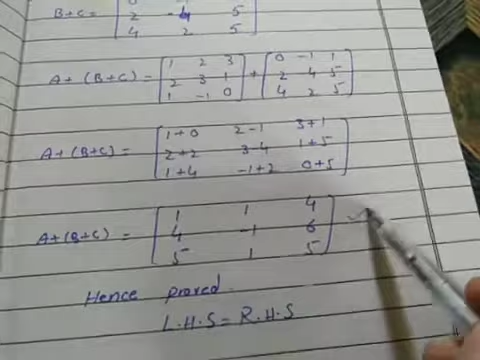 B+C = 2 -4 5
4 2 5
A+(B+C) = [1 2 3 + [0 -1 1
2 3 1 2 4 5
1 -1 0] 4 2 5]
A+(B+C) = [1+0 2-1 3+1
2+2 3-4 1+5
1+4 -1+2 0+5]
A+(B+C) = [1 1 4
4 -1 6
5 1 5]
Hence proved.
L.H.S = R.H.S